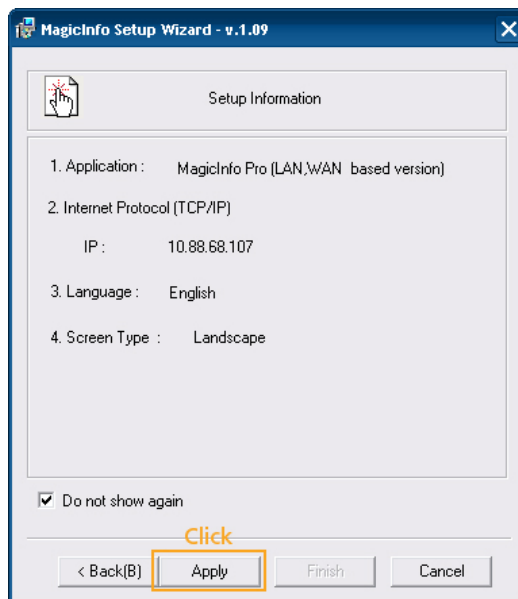 MagicInfo Setup Wizard - v.1.09
Setup Information
1. Application : MagicInfo Pro (LAN,WAN based version)
2. Internet Protocol (TCP/IP)
IP : 10.88.68.107
3. Language : English
4. Screen Type : Landscape
Do not show again
Click
< Back(B) Apply Finish Cancel